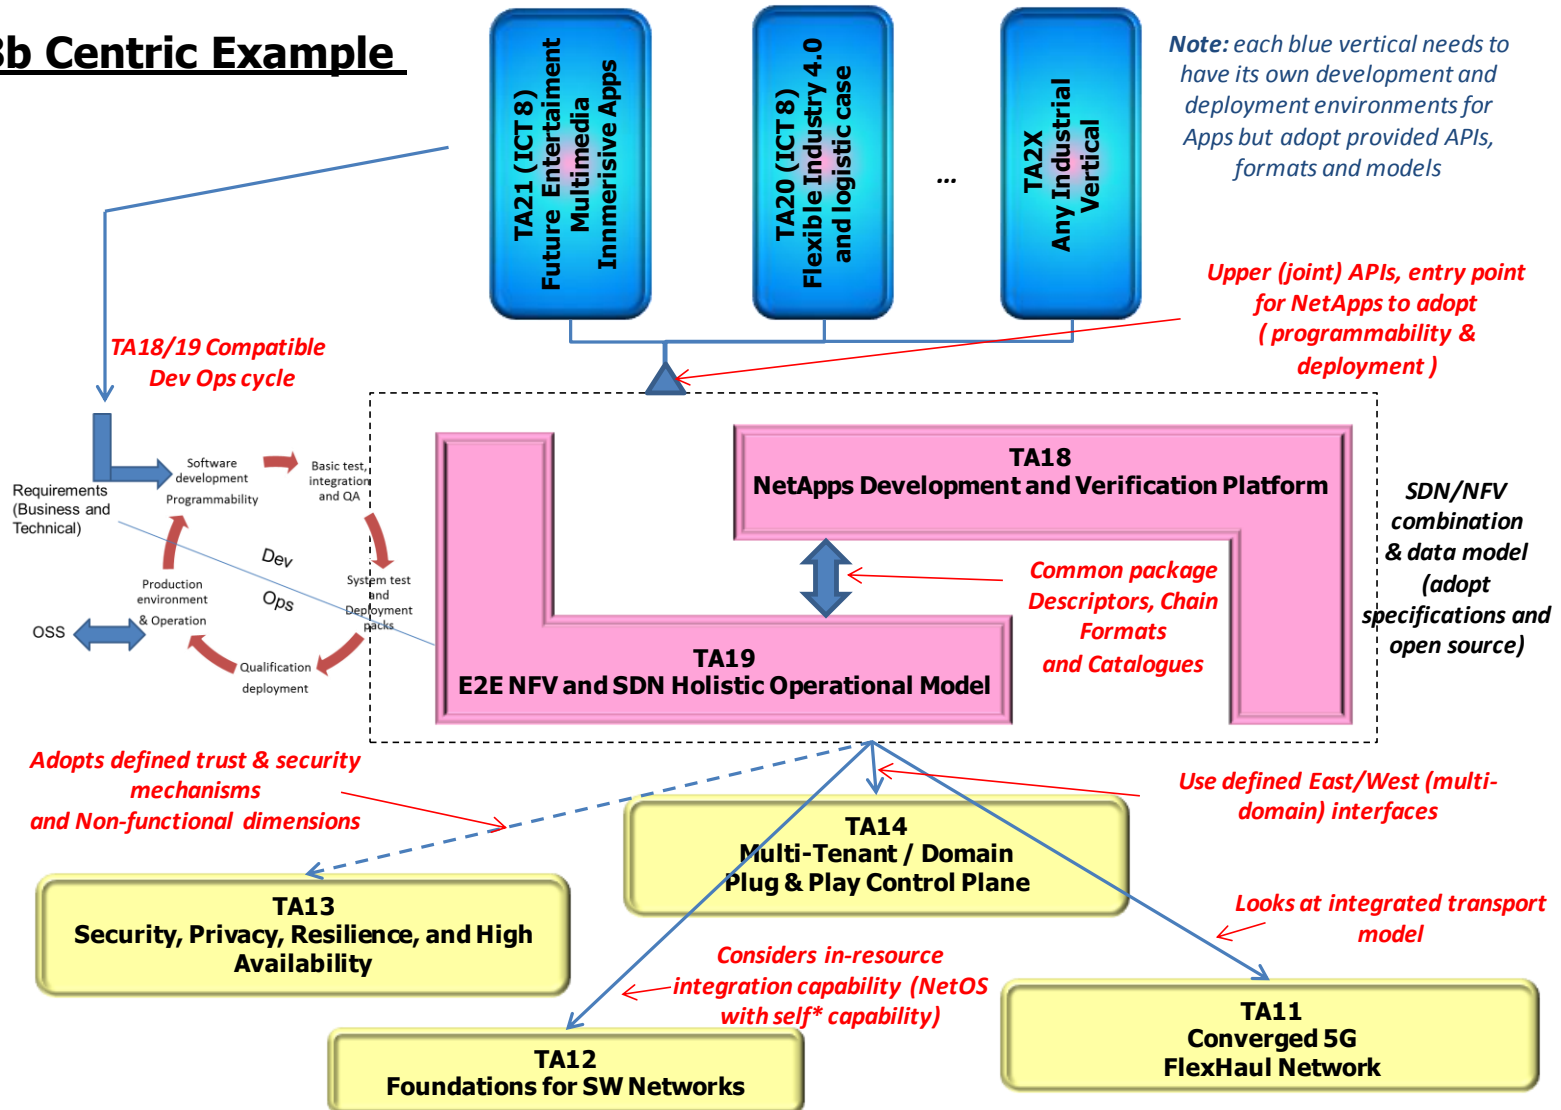 3b Centric Example
TA21 (ICT 8)
Future Entertaiment
Multimedia
Innmerisive Apps
TA20 (ICT 8)
Flexible Industry 4.0
and logistic case
...
TA2X
Any Industrial
Vertical
Note: each blue vertical needs to
have its own development and
deployment environments for
Apps but adopt provided APIs,
formats and models
Upper (joint) APIs, entry point
for NetApps to adopt
( programmability &
deployment )
TA18/19 Compatible
Dev Ops cycle
Requirements
(Business and
Technical)
Software
development
Programmability
Basic test,
integration
and QA
System test
and
Deployment
packs
Qualification
deployment
Production
environment
& Operation
Dev
Ops
OSS
TA18
NetApps Development and Verification Platform
Common package
Descriptors, Chain
Formats
and Catalogues
TA19
E2E NFV and SDN Holistic Operational Model
SDN/NFV
combination
& data model
(adopt
specifications and
open source)
Adopts defined trust & security
mechanisms
and Non-functional dimensions
Use defined East/West (multi-
domain) interfaces
TA14
Multi-Tenant / Domain
Plug & Play Control Plane
TA13
Security, Privacy, Resilience, and High
Availability
Looks at integrated transport
model
Considers in-resource
integration capability (NetOS
with self* capability)
TA12
Foundations for SW Networks
TA11
Converged 5G
FlexHaul Network